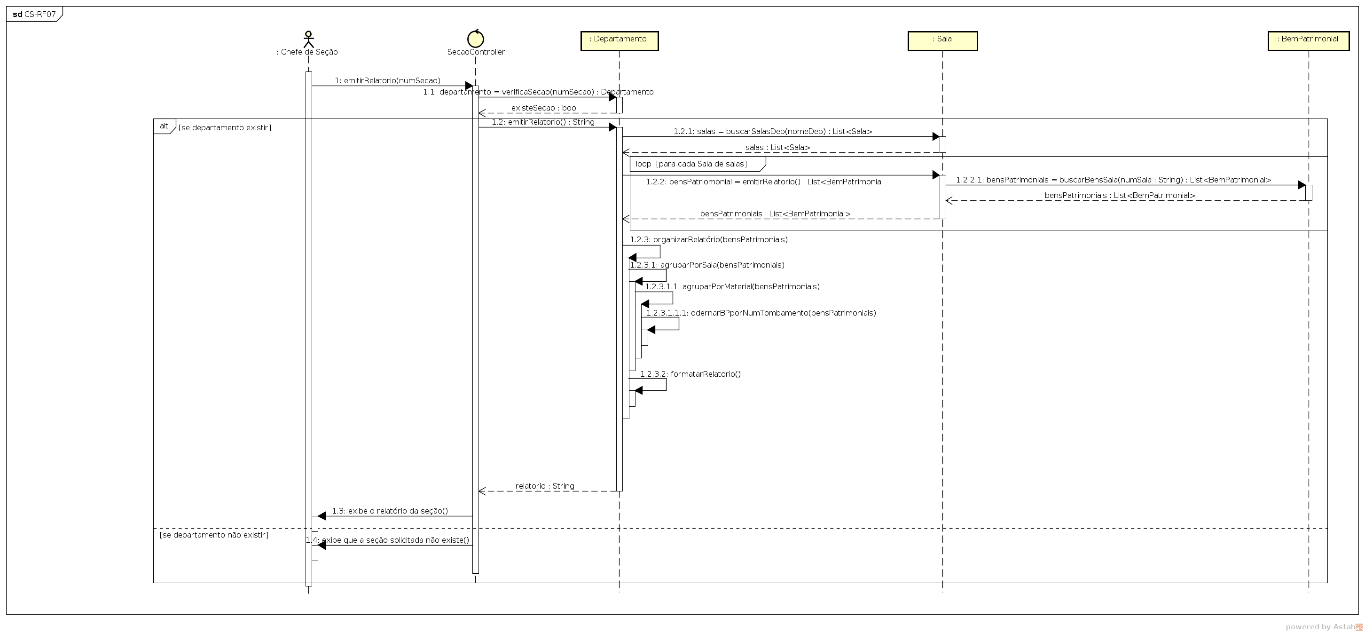 sd CS-RF07
: Chefe de Seção
SecaoController
: Departamento
: Sala
: BemPatrimonial
1: emitirRelatorio(numSecao)
1.1: departamento = verificaSecao(numSecao) : Departamento
existeSecao : boo
alt
[se departamento existir]
1.2: emitirRelatorio() : String
1.2.1: salas = buscarSalasDep(nomeDep) : List<Sala>
salas : List<Sala>
loop [para cada Sala de salas]
1.2.2: bensPatriomonial = emitirRelatorio() : List<BemPatrimonia
1.2.2.1: bensPatrimoniais = buscarBensSala(numSala : String) : List<BemPatrimonial>
bensPatrimoniais : List<BemPatrimonial>
bensPatrimoniais : List<BemPatrimonial>
1.2.3: organizarRelatório(bensPatrimoniais)
1.2.3.1: agruparPorSala(bensPatrimoniais)
1.2.3.1.1: agruparPorMaterial(bensPatrimoniais)
1.2.3.1.1.1: odernarBPporNumTombamento(bensPatrimoniais)
1.2.3.2: formatarRelatorio()
relatorio : String
1.3: exibe o relatório da seção()
[se departamento não existir]
1.4: exibe que a seção solicitada não existe()
powered by Astah